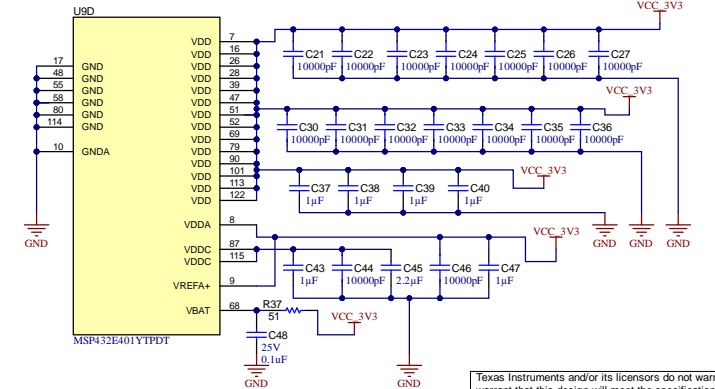 VCC_3V3
U9D
7 VDD
16 VDD
26 VDD
28 VDD
39 VDD
47 VDD
51 VDD
52 VDD
69 VDD
79 VDD
90 VDD
101 VDD
113 VDD
122 VDD
VDDA 8
VDDC 87
VDDC 115
VREFA+ 9
VBAT 68
17 GND
48 GND
55 GND
58 GND
80 GND
114 GND
10 GNDA
GND
MSP432E401YTPDT
C21 C22 C23 C24 C25 C26 C27
10000pF 10000pF 10000pF 10000pF 10000pF 10000pF 10000pF
VCC_3V3
C30 C31 C32 C33 C34 C35 C36
10000pF 10000pF 10000pF 10000pF 10000pF 10000pF 10000pF
VCC_3V3
C37 C38 C39 C40
1µF 1µF 1µF 1µF
GND GND GND
VCC_3V3
C43 C44 C45 C46 C47
1µF 10000pF 2.2µF 10000pF 1µF
R37
51
VCC_3V3
C48
25V
0.1uF
GND
GND
Texas Instruments and/or its licensors do not warr